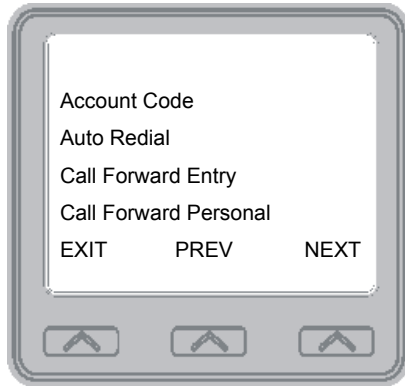 Account Code
Auto Redial
Call Forward Entry
Call Forward Personal
EXIT PREV NEXT